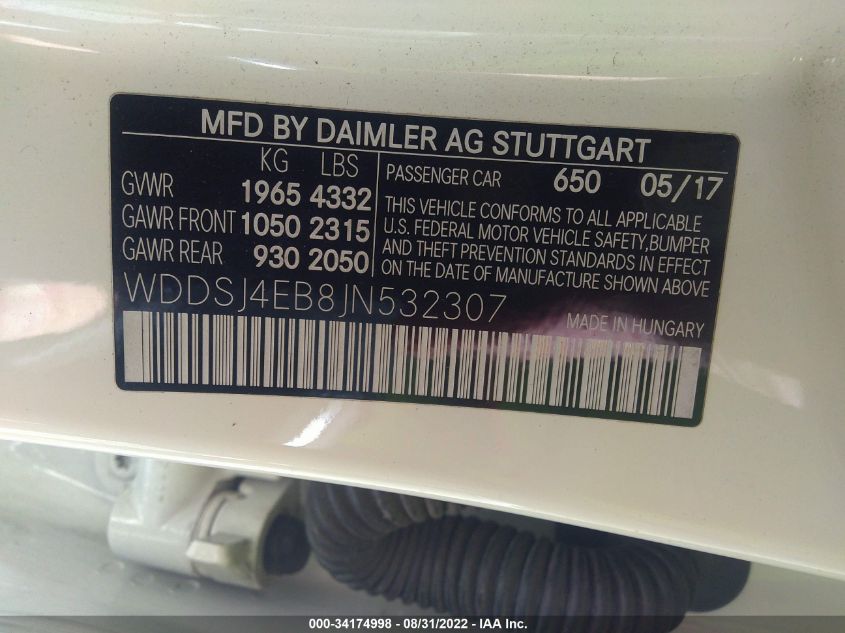 MFD BY DAIMLER AG STUTTGART
KG LBS
GVWR 1965 4332
GAWR FRONT 1050 2315
GAWR REAR 930 2050
PASSENGER CAR 650 05/17
THIS VEHICLE CONFORMS TO ALL APPLICABLE
U.S. FEDERAL MOTOR VEHICLE SAFETY,BUMPER
AND THEFT PREVENTION STANDARDS IN EFFECT
ON THE DATE OF MANUFACTURE SHOWN ABOVE
WDDSJ4EB8JN532307
MADE IN HUNGARY
000-34174998 - 08/31/2022 - IAA Inc.